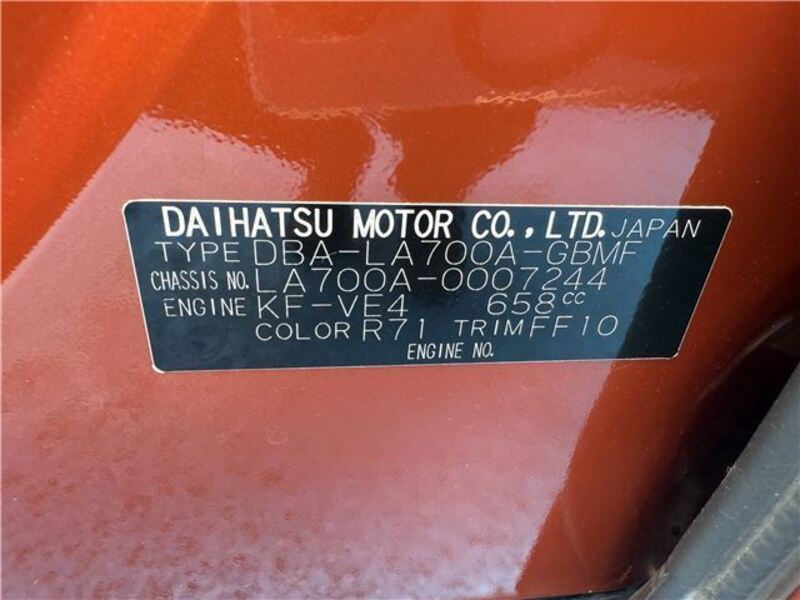 DAIHATSU MOTOR CO., LTD. JAPAN
TYPE DBA-LA700A-GBMF
CHASSIS NO. LA700A-0007244
ENGINE KF-VE4 658cc
COLOR R71 TRIM FF10
ENGINE NO.